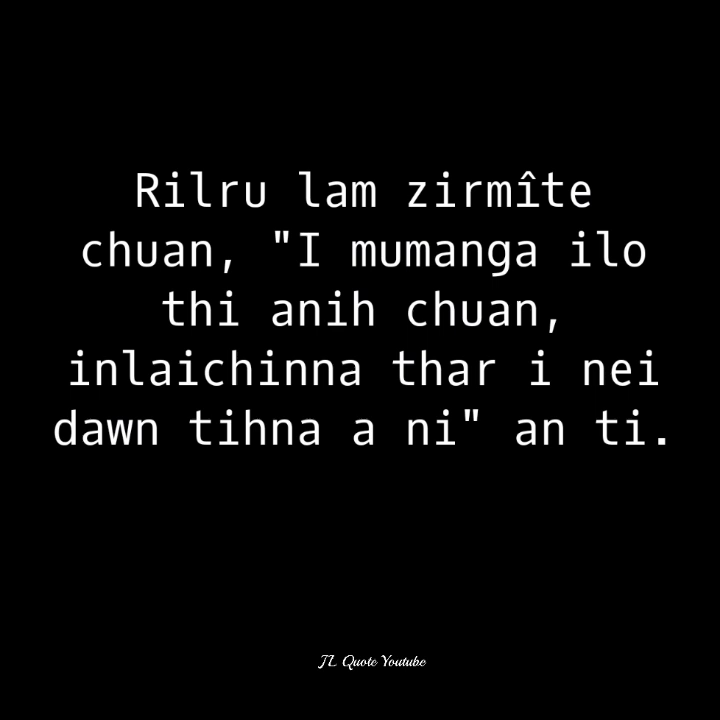 Rilru lam zirmîte
chuan, "I mumanga ilo
thi anih chuan,
inlaichinna thar i nei
dawn tihna a ni" an ti.
JL Quote Youtube